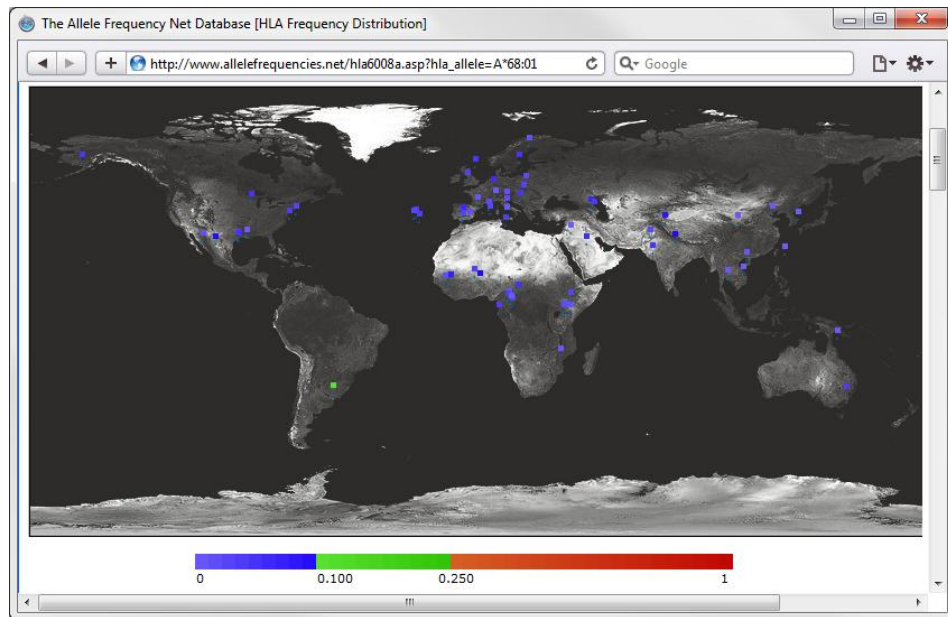 The Allele Frequency Net Database [HLA Frequency Distribution]
http://www.allelefrequencies.net/hla6008a.asp?hla_allele=A*68:01
Google
0 0.100 0.250 1